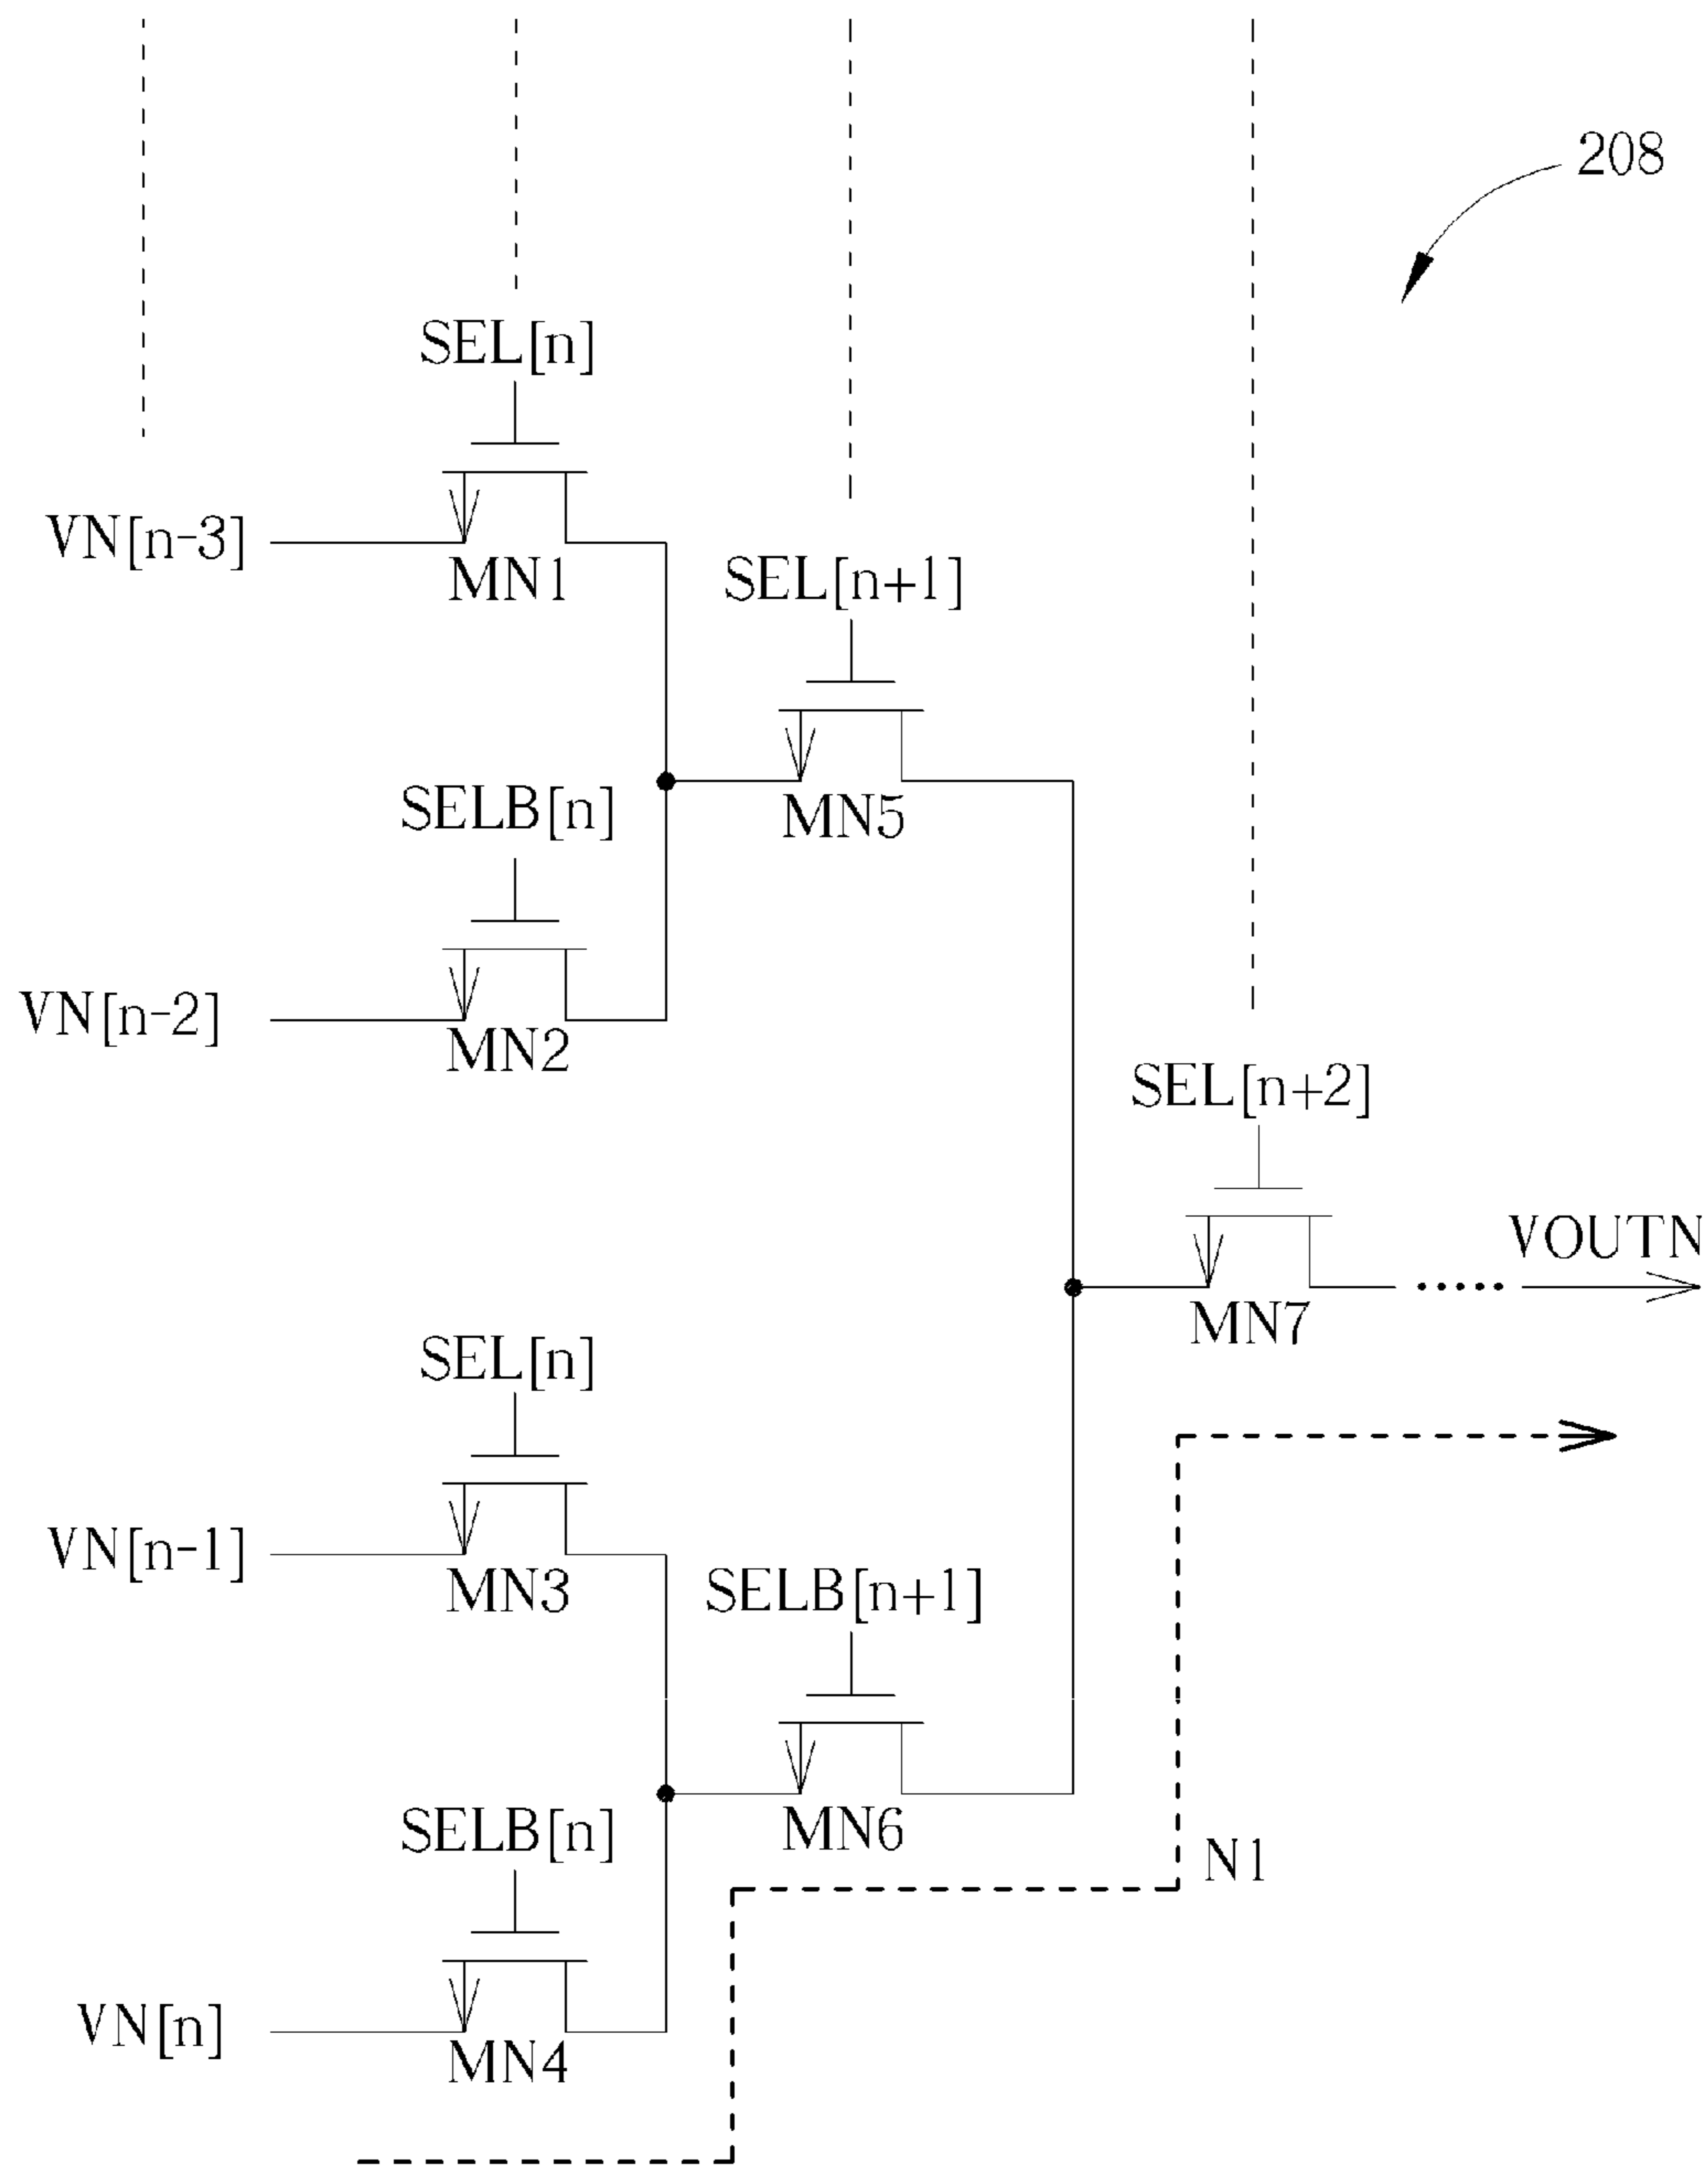 208
SEL[n]
VN[n-3]
MN1
SEL[n+1]
SELB[n]
MN5
VN[n-2]
MN2
SEL[n+2]
VOUTN
MN7
SEL[n]
VN[n-1]
MN3
SELB[n+1]
SELB[n]
MN6
N1
VN[n]
MN4